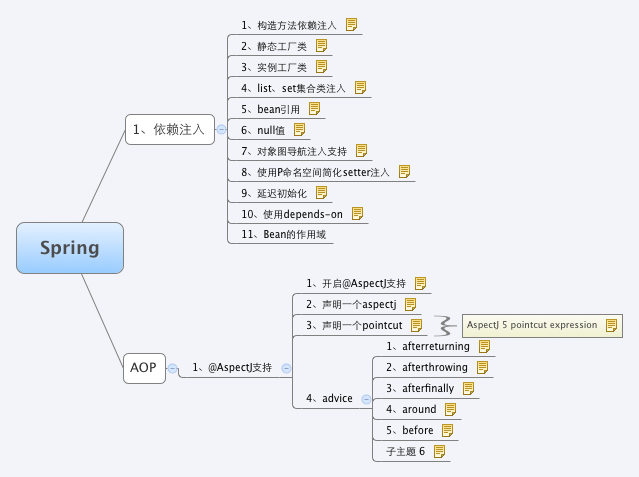 Spring
1、依赖注入
1、构造方法依赖注入
2、静态工厂类
3、实例工厂类
4、list、set集合类注入
5、bean引用
6、null值
7、对象图导航注入支持
8、使用P命名空间简化setter注入
9、延迟初始化
10、使用depends-on
11、Bean的作用域
AOP
1、@AspectJ支持
1、开启@AspectJ支持
2、声明一个aspectj
3、声明一个pointcut
AspectJ 5 pointcut expression
4、advice
1、afterreturning
2、afterthrowing
3、afterfinally
4、around
5、before
子主题 6